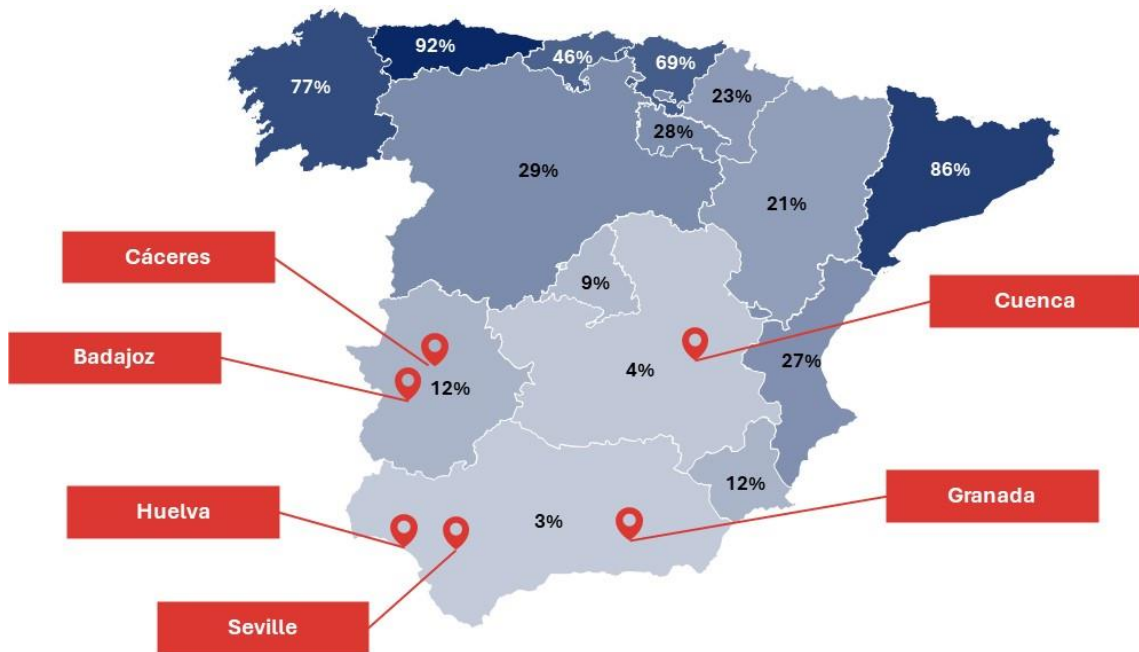 92%
46%
69%
77%
23%
28%
29%
86%
21%
Cáceres
9%
Cuenca
Badajoz
4%
27%
12%
12%
Huelva
Granada
3%
Seville